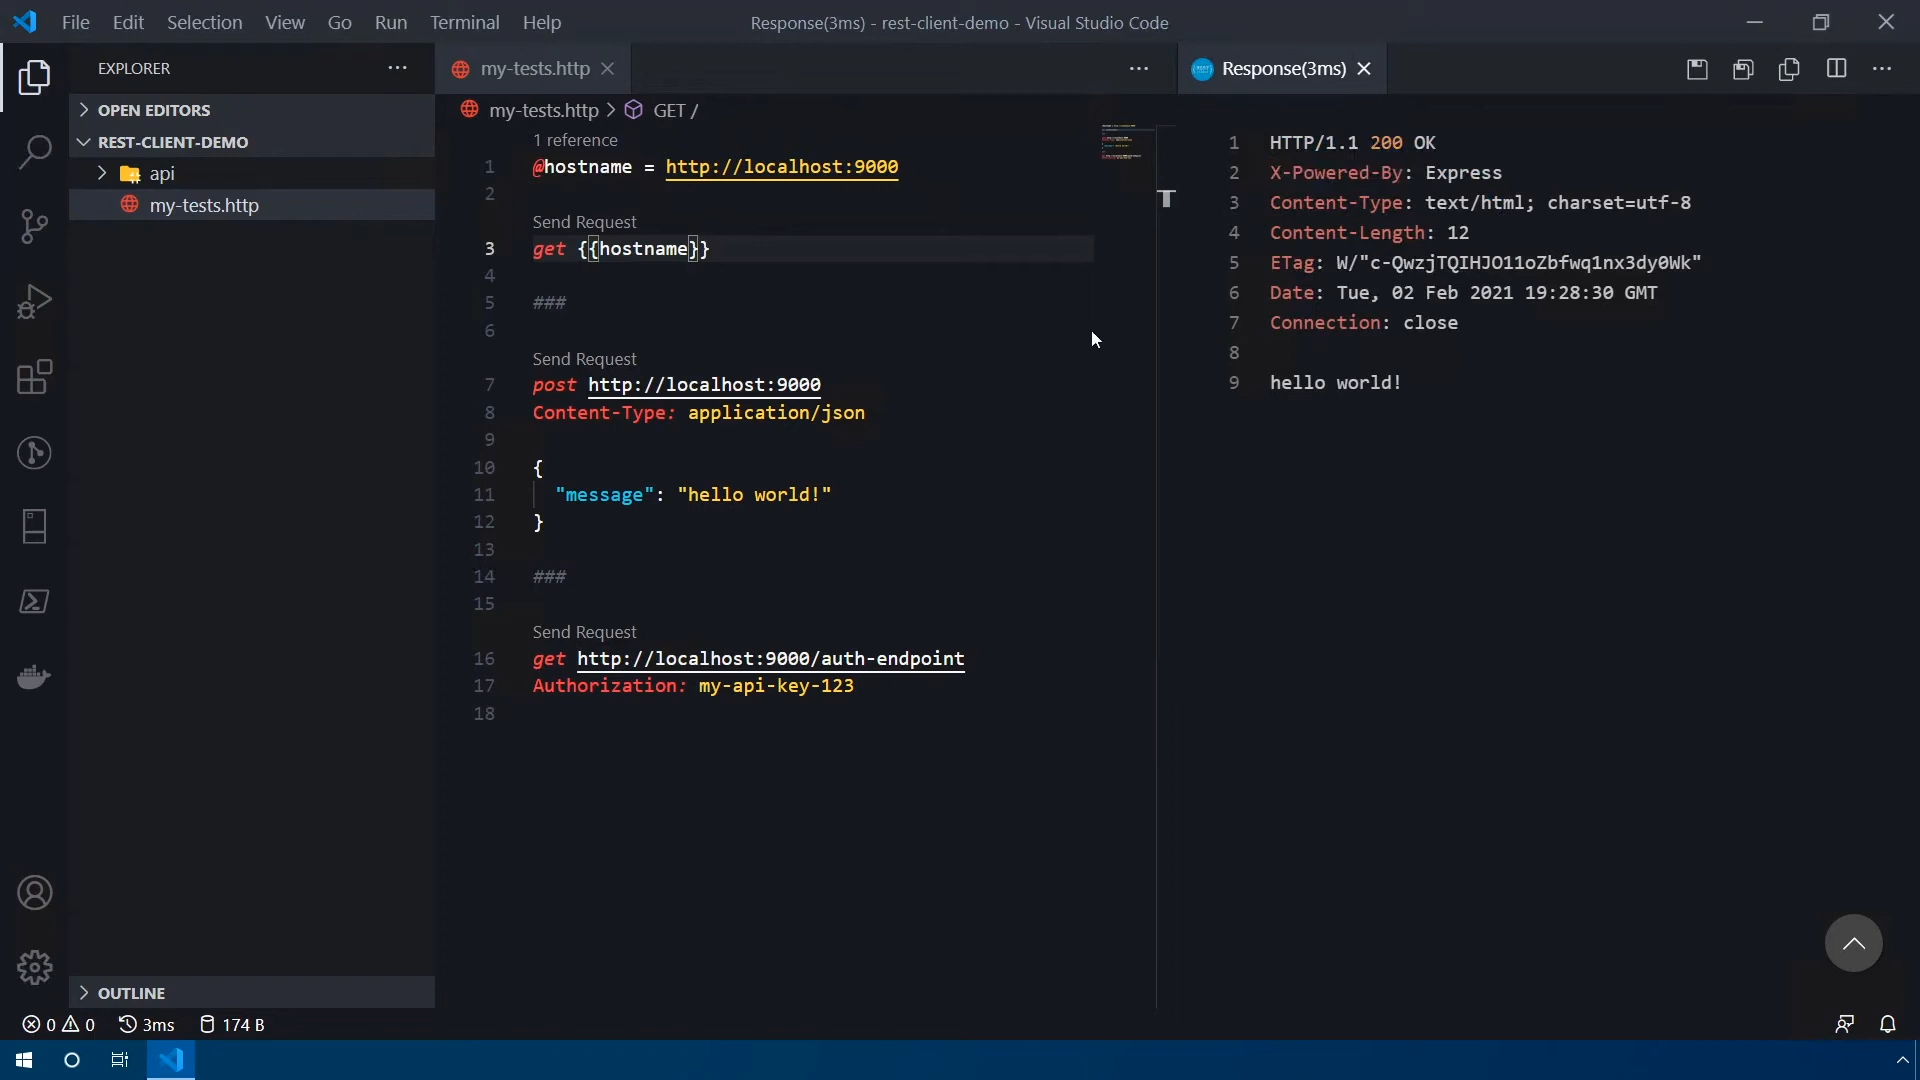 File Edit Selection View Go Run Terminal Help
Response(3ms) - rest-client-demo - Visual Studio Code
EXPLORER
OPEN EDITORS
REST-CLIENT-DEMO
api
my-tests.http
OUTLINE
my-tests.http
my-tests.http > GET /
1 reference
1 @hostname = http://localhost:9000
2
Send Request
3 get {{hostname}}
4
5 ###
6
Send Request
7 post http://localhost:9000
8 Content-Type: application/json
9
10 {
11 "message": "hello world!"
12 }
13
14 ###
15
Send Request
16 get http://localhost:9000/auth-endpoint
17 Authorization: my-api-key-123
18
Response(3ms)
1 HTTP/1.1 200 OK
2 X-Powered-By: Express
3 Content-Type: text/html; charset=utf-8
4 Content-Length: 12
5 ETag: W/"c-QwzjTQIHJO11oZbfwq1nx3dy0Wk"
6 Date: Tue, 02 Feb 2021 19:28:30 GMT
7 Connection: close
8
9 hello world!
0 0 3ms 174 B